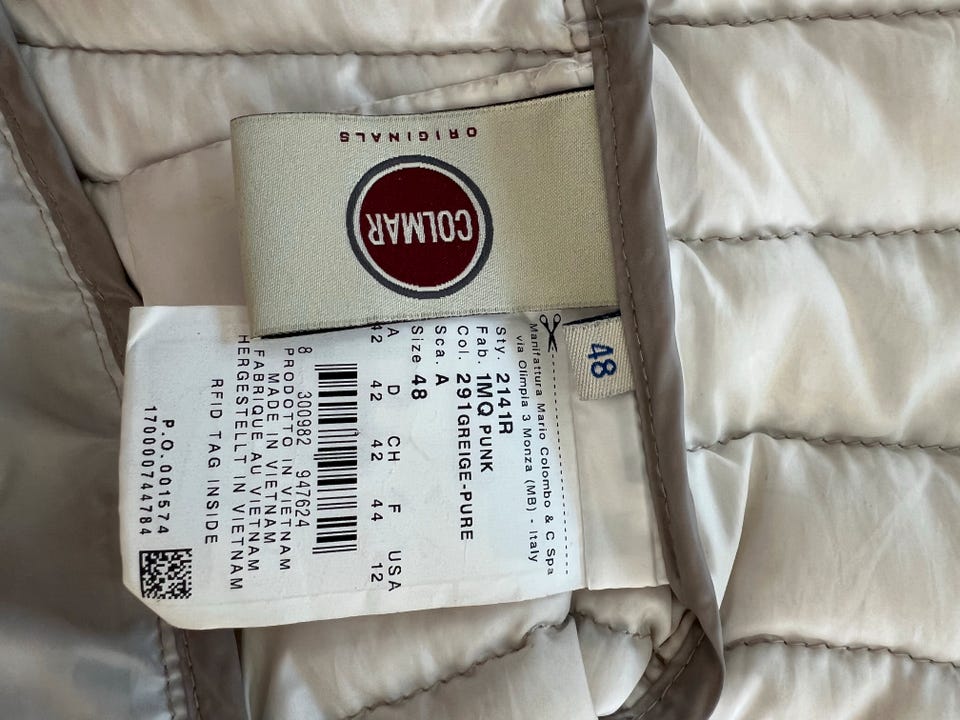 ORIGINALS
COLMAR
48
Manifattura Mario Colombo & C Spa
via Olimpia 3 Monza (MB) - Italy
Sty. 2141R
Fab. 1MQ PUNK
Col. 291GREIGE-PURE
Sca. A
Size 48
A D CH F USA
42 42 42 44 12
8 300982 947624
PRODOTTO IN VIETNAM
MADE IN VIETNAM
FABRIQUE AU VIETNAM
HERGESTELLT IN VIETNAM
RFID TAG INSIDE
P.O. 001574
170000744784